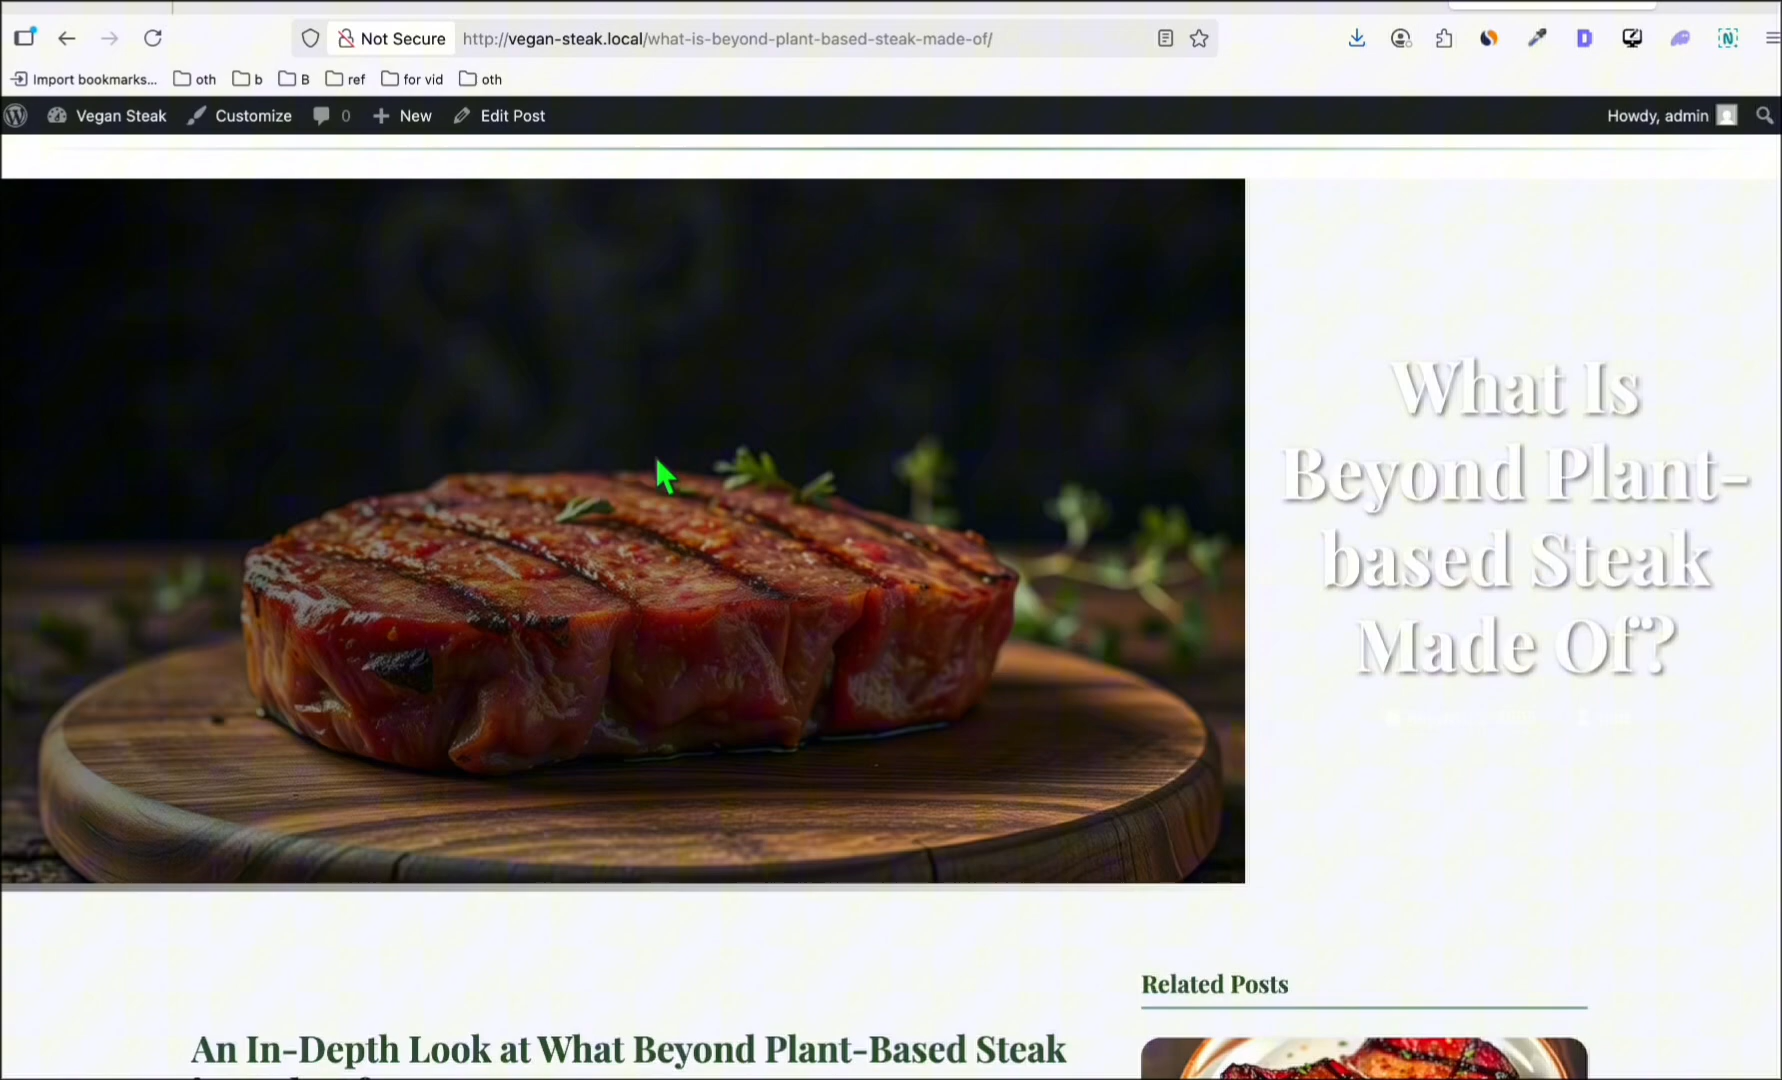 Not Secure
http://vegan-steak.local/what-is-beyond-plant-based-steak-made-of/
Import bookmarks... oth b B ref for vid oth
Vegan Steak Customize 0 New Edit Post Howdy, admin
What Is
Beyond Plant-
based Steak
Made Of?
Related Posts
An In-Depth Look at What Beyond Plant-Based Steak